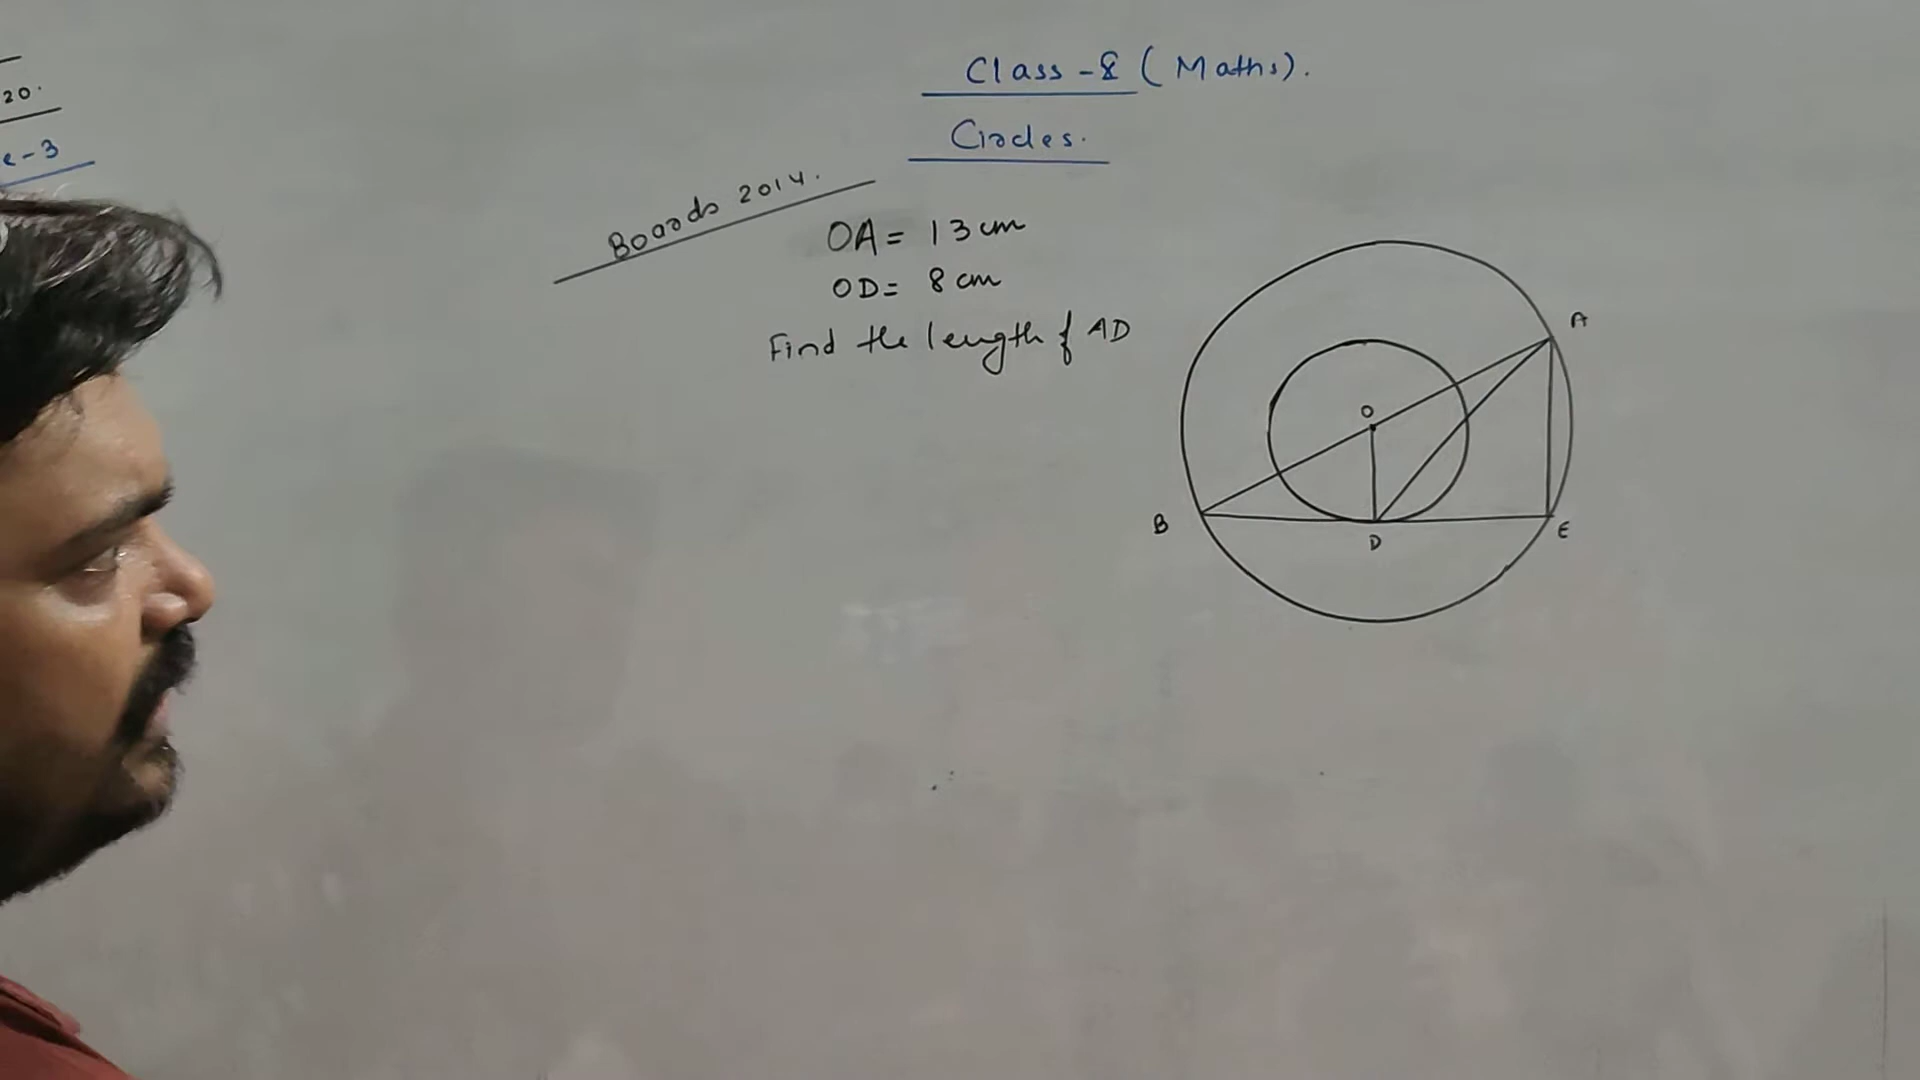 20.
e-3
Class-8 (Maths).
Circles.
Boards 2014.
OA = 13 cm
OD = 8 cm
Find the length of AD
A
O
B
D
E